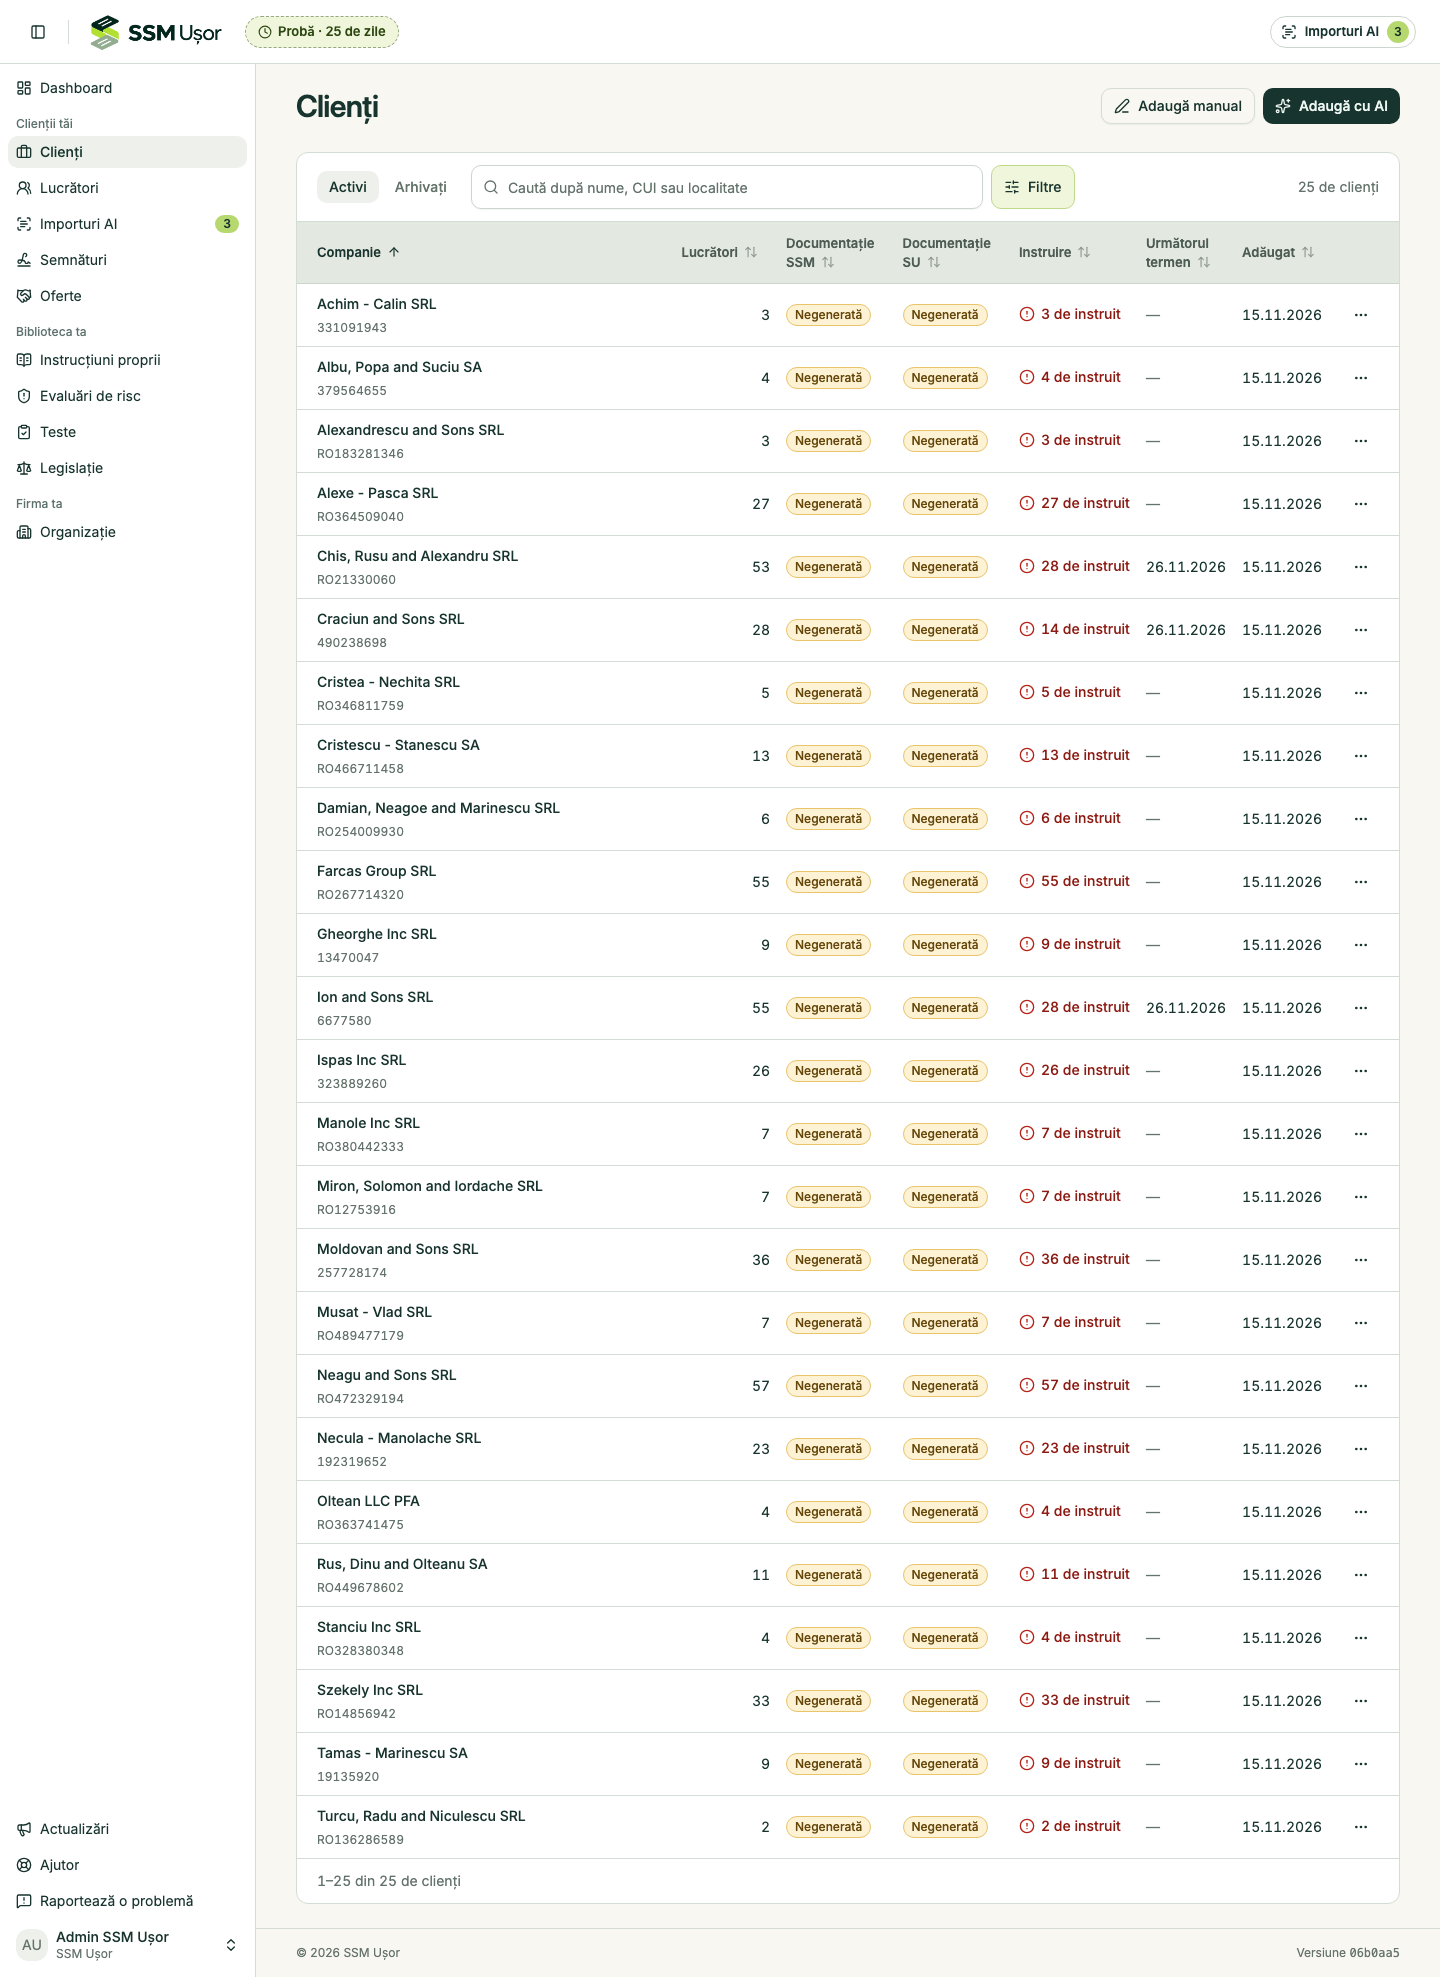 SSM Ușor
Probă · 25 de zile
Importuri AI 3
Dashboard
Clienții tăi
Clienți
Lucrători
Importuri AI 3
Semnături
Oferte
Biblioteca ta
Instrucțiuni proprii
Evaluări de risc
Teste
Legislație
Firma ta
Organizație
Actualizări
Ajutor
Raportează o problemă
AU
Admin SSM Ușor
SSM Ușor
Clienți
Adaugă manual
Adaugă cu AI
Activi
Arhivați
Caută după nume, CUI sau localitate
Filtre
25 de clienți
Companie
Lucrători
Documentație SSM
Documentație SU
Instruire
Următorul termen
Adăugat
Achim - Calin SRL
331091943
3 Negenerată Negenerată 3 de instruit — 15.11.2026
Albu, Popa and Suciu SA
379564655
4 Negenerată Negenerată 4 de instruit — 15.11.2026
Alexandrescu and Sons SRL
RO183281346
3 Negenerată Negenerată 3 de instruit — 15.11.2026
Alexe - Pasca SRL
RO364509040
27 Negenerată Negenerată 27 de instruit — 15.11.2026
Chis, Rusu and Alexandru SRL
RO21330060
53 Negenerată Negenerată 28 de instruit 26.11.2026 15.11.2026
Craciun and Sons SRL
490238698
28 Negenerată Negenerată 14 de instruit 26.11.2026 15.11.2026
Cristea - Nechita SRL
RO346811759
5 Negenerată Negenerată 5 de instruit — 15.11.2026
Cristescu - Stanescu SA
RO466711458
13 Negenerată Negenerată 13 de instruit — 15.11.2026
Damian, Neagoe and Marinescu SRL
RO254009930
6 Negenerată Negenerată 6 de instruit — 15.11.2026
Farcas Group SRL
RO267714320
55 Negenerată Negenerată 55 de instruit — 15.11.2026
Gheorghe Inc SRL
13470047
9 Negenerată Negenerată 9 de instruit — 15.11.2026
Ion and Sons SRL
6677580
55 Negenerată Negenerată 28 de instruit 26.11.2026 15.11.2026
Ispas Inc SRL
323889260
26 Negenerată Negenerată 26 de instruit — 15.11.2026
Manole Inc SRL
RO380442333
7 Negenerată Negenerată 7 de instruit — 15.11.2026
Miron, Solomon and Iordache SRL
RO12753916
7 Negenerată Negenerată 7 de instruit — 15.11.2026
Moldovan and Sons SRL
257728174
36 Negenerată Negenerată 36 de instruit — 15.11.2026
Musat - Vlad SRL
RO489477179
7 Negenerată Negenerată 7 de instruit — 15.11.2026
Neagu and Sons SRL
RO472329194
57 Negenerată Negenerată 57 de instruit — 15.11.2026
Necula - Manolache SRL
192319652
23 Negenerată Negenerată 23 de instruit — 15.11.2026
Oltean LLC PFA
RO363741475
4 Negenerată Negenerată 4 de instruit — 15.11.2026
Rus, Dinu and Olteanu SA
RO449678602
11 Negenerată Negenerată 11 de instruit — 15.11.2026
Stanciu Inc SRL
RO328380348
4 Negenerată Negenerată 4 de instruit — 15.11.2026
Szekely Inc SRL
RO14856942
33 Negenerată Negenerată 33 de instruit — 15.11.2026
Tamas - Marinescu SA
19135920
9 Negenerată Negenerată 9 de instruit — 15.11.2026
Turcu, Radu and Niculescu SRL
RO136286589
2 Negenerată Negenerată 2 de instruit — 15.11.2026
1–25 din 25 de clienți
© 2026 SSM Ușor
Versiune 06b0aa5